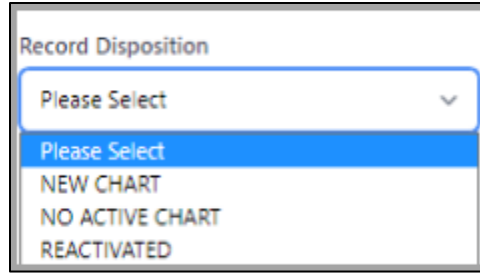 Record Disposition
Please Select
Please Select
NEW CHART
NO ACTIVE CHART
REACTIVATED